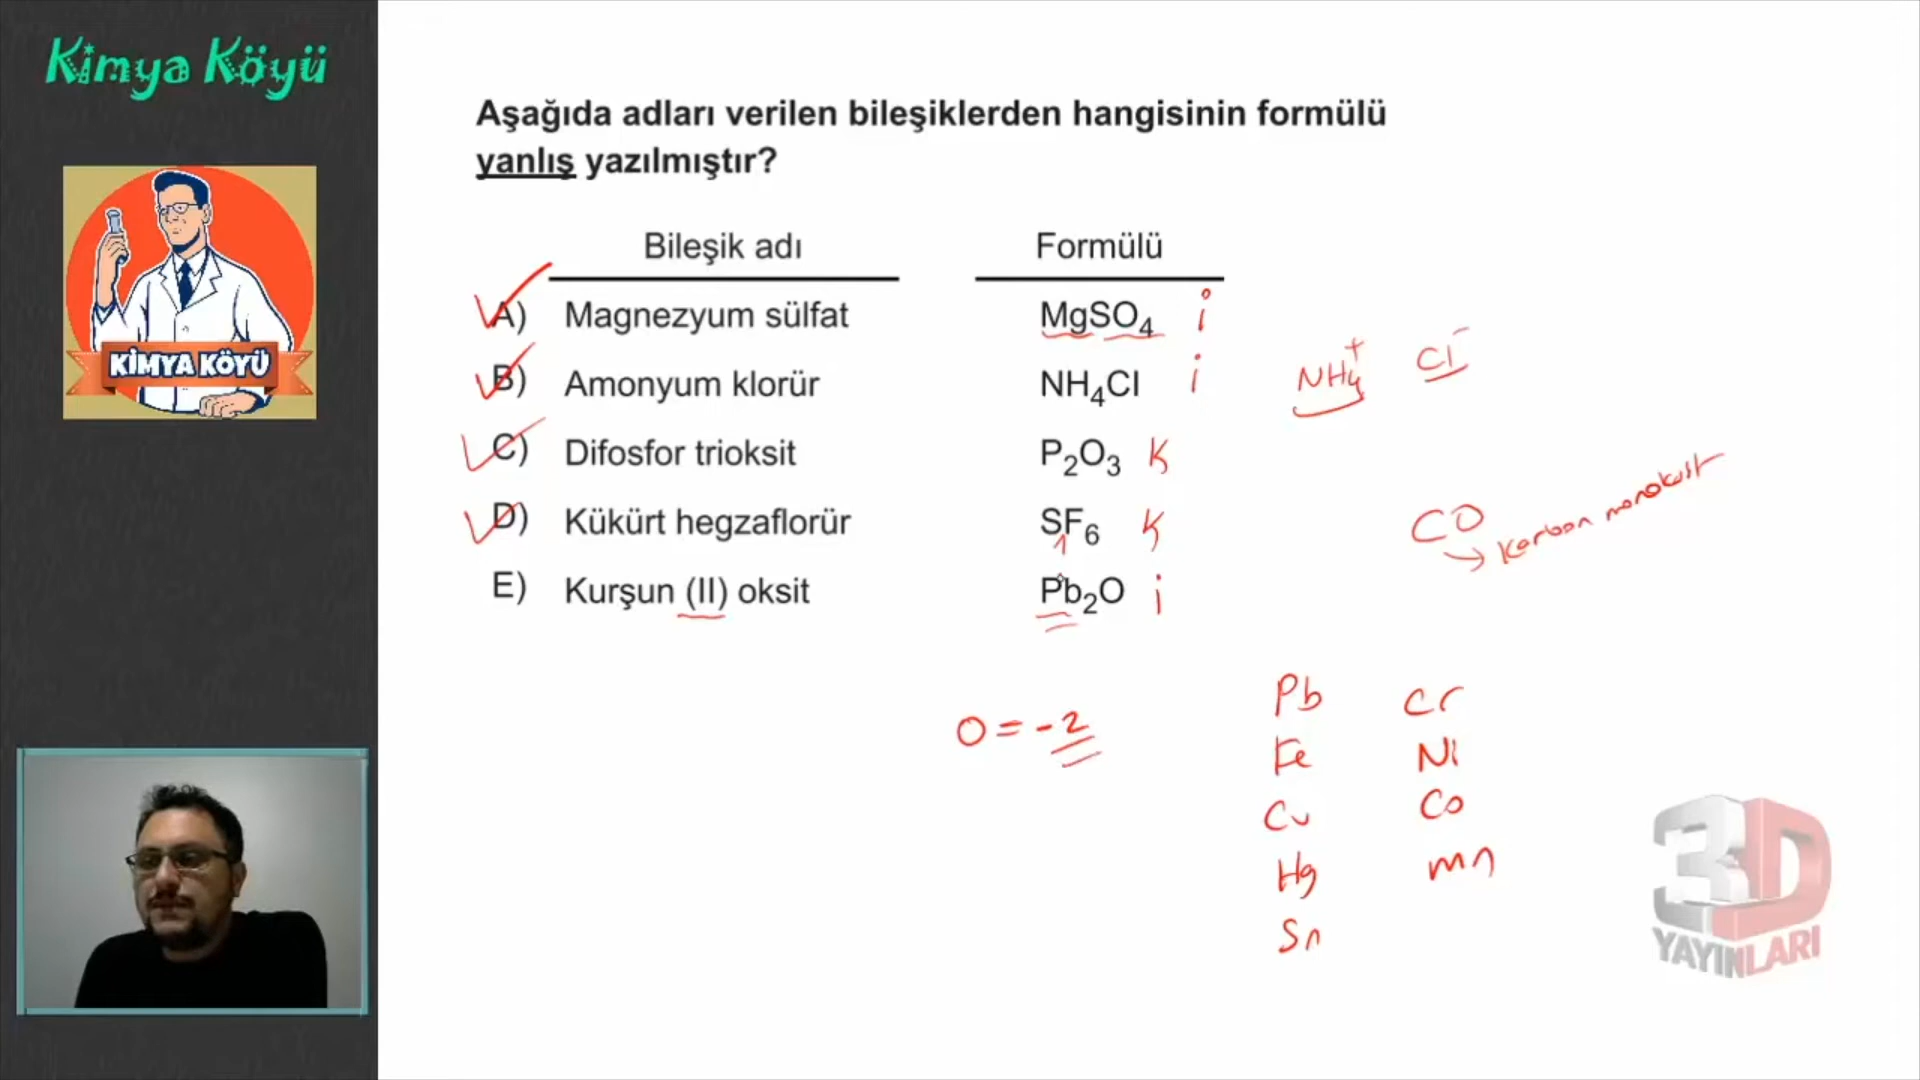 Kimya Köyü
KİMYA KÖYÜ
Aşağıda adları verilen bileşiklerden hangisinin formülü
yanlış yazılmıştır?
Bileşik adı Formülü
A) Magnezyum sülfat MgSO₄ i
B) Amonyum klorür NH₄Cl i
NH₄⁺ Cl⁻
C) Difosfor trioksit P₂O₃ K
D) Kükürt hegzaflorür SF₆ K
1
CO
karbon monoksit
E) Kurşun (II) oksit Pb₂O i
O = -2
Pb Cr
Fe Ni
Cu Co
Hg Mn
Sn
3D
YAYINLARI